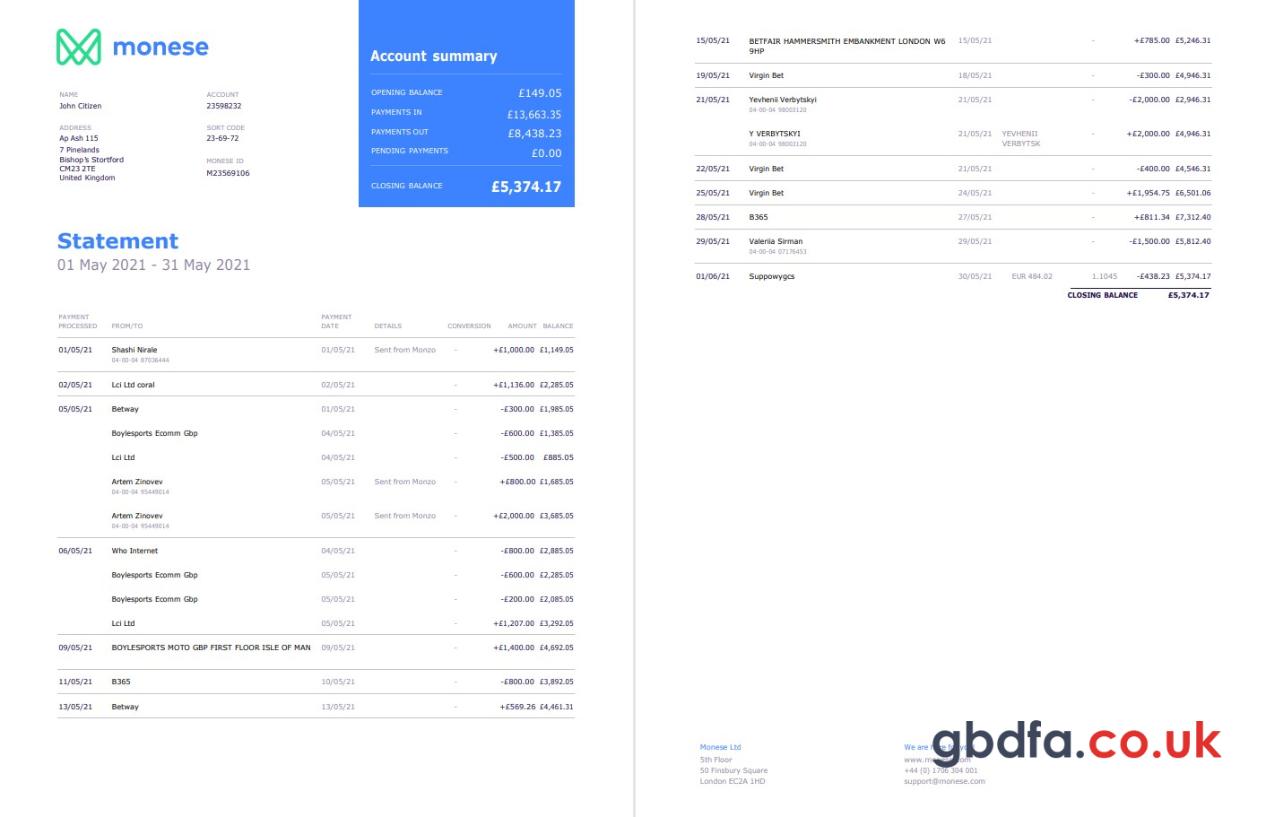 monese
Account summary
NAME ACCOUNT
John Citizen 23598232
ADDRESS SORT CODE
Ap Ash 115 23-69-72
7 Pinelands
Bishop's Stortford MONESE ID
CM23 2TE M23569106
United Kingdom
OPENING BALANCE £149.05
PAYMENTS IN £13,663.35
PAYMENTS OUT £8,438.23
PENDING PAYMENTS £0.00
CLOSING BALANCE £5,374.17
Statement
01 May 2021 - 31 May 2021
PAYMENT PROCESSED FROM/TO PAYMENT DATE DETAILS CONVERSION AMOUNT BALANCE
01/05/21 Shashi Nirale 01/05/21 Sent from Monzo - +£1,000.00 £1,149.05
04-00-04 87036444
02/05/21 Lci Ltd coral 02/05/21 - +£1,136.00 £2,285.05
05/05/21 Betway 01/05/21 - -£300.00 £1,985.05
Boylesports Ecomm Gbp 04/05/21 - -£600.00 £1,385.05
Lci Ltd 04/05/21 - -£500.00 £885.05
Artem Zinovev 05/05/21 Sent from Monzo - +£800.00 £1,685.05
04-00-04 95449014
Artem Zinovev 05/05/21 Sent from Monzo - +£2,000.00 £3,685.05
04-00-04 95449014
06/05/21 Who Internet 04/05/21 - -£800.00 £2,885.05
Boylesports Ecomm Gbp 05/05/21 - -£600.00 £2,285.05
Boylesports Ecomm Gbp 05/05/21 - -£200.00 £2,085.05
Lci Ltd 05/05/21 - +£1,207.00 £3,292.05
09/05/21 BOYLESPORTS MOTO GBP FIRST FLOOR ISLE OF MAN 09/05/21 - +£1,400.00 £4,692.05
11/05/21 B365 10/05/21 - -£800.00 £3,892.05
13/05/21 Betway 13/05/21 - +£569.26 £4,461.31
15/05/21 BETFAIR HAMMERSMITH EMBANKMENT LONDON W6 15/05/21 - +£785.00 £5,246.31
9HP
19/05/21 Virgin Bet 18/05/21 - -£300.00 £4,946.31
21/05/21 Yevhenii Verbytskyi 21/05/21 - -£2,000.00 £2,946.31
04-00-04 98003120
Y VERBYTSKYI 21/05/21 YEVHENII - +£2,000.00 £4,946.31
04-00-04 98003120 VERBYTSK
22/05/21 Virgin Bet 21/05/21 - -£400.00 £4,546.31
25/05/21 Virgin Bet 24/05/21 - +£1,954.75 £6,501.06
28/05/21 B365 27/05/21 - +£811.34 £7,312.40
29/05/21 Valeriia Sirman 29/05/21 - -£1,500.00 £5,812.40
04-00-04 07176453
01/06/21 Suppowygcs 30/05/21 EUR 484.02 1.1045 -£438.23 £5,374.17
CLOSING BALANCE £5,374.17
gbdfa.co.uk
Monese Ltd We are
5th Floor
50 Finsbury Square +44 (0) 1706 304 001
London EC2A 1HD support@monese.com